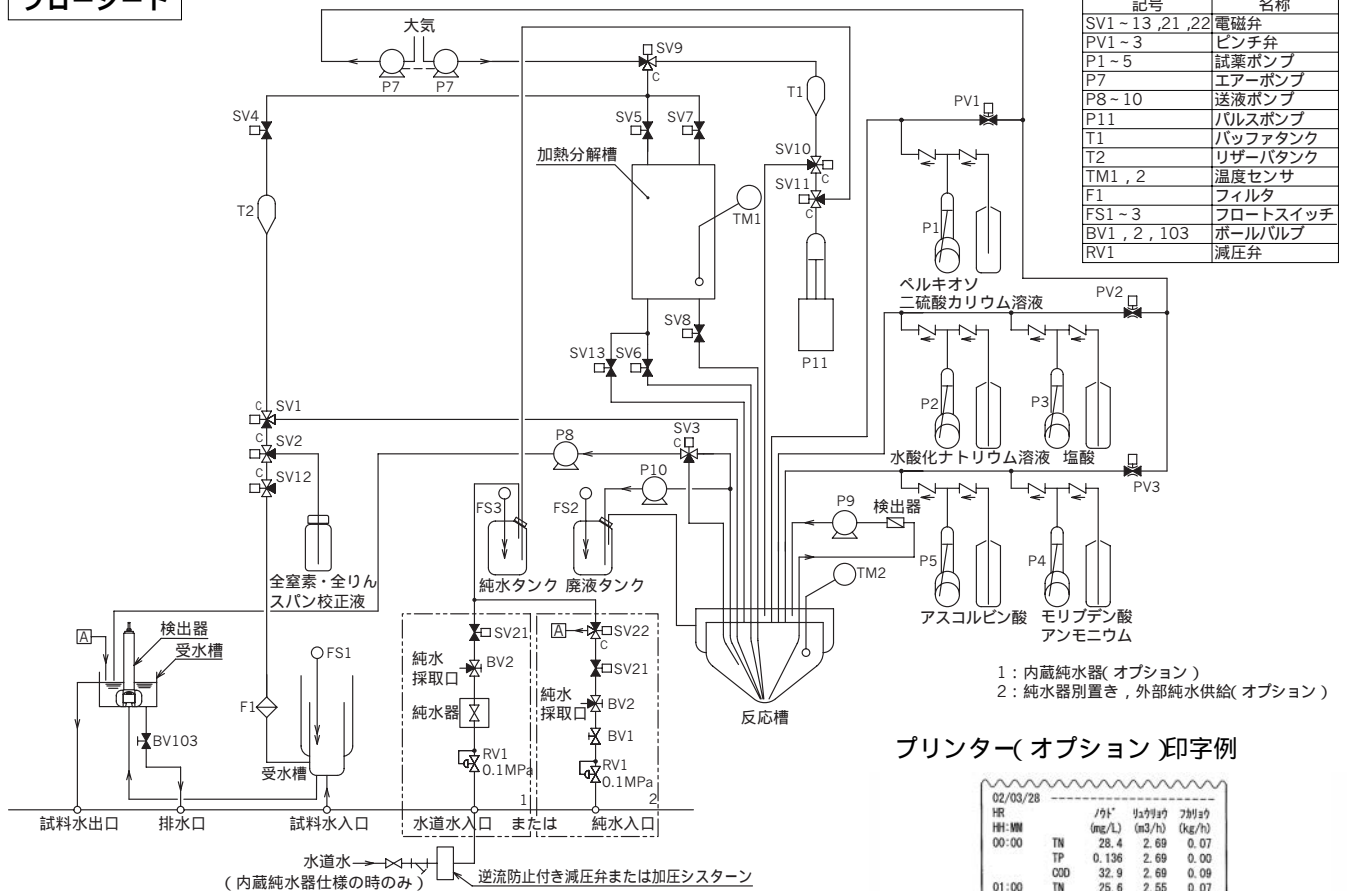 フローシート
記号 名称
SV1~13 ,21 ,22 電磁弁
PV1~3 ピンチ弁
P1~5 試薬ポンプ
P7 エアーポンプ
P8~10 送液ポンプ
P11 パルスポンプ
T1 バッファタンク
T2 リザーバタンク
TM1 , 2 温度センサ
F1 フィルタ
FS1~3 フロートスイッチ
BV1 , 2 , 103 ボールバルブ
RV1 減圧弁
大気
P7 P7
SV9
C
T1
SV4
SV5 SV7
PV1
加熱分解槽
SV10
C
SV11
C
T2
TM1
P1
ペルキオソ
二硫酸カリウム溶液
PV2
SV8
SV13 SV6
P11
P2 P3
水酸化ナトリウム溶液 塩酸
C SV1
C SV2
C SV12
P8
SV3
C
P10
PV3
FS3 FS2
P9 検出器
P5 P4
アスコルビン酸 モリブデン酸
アンモニウム
全窒素・全りん
スパン校正液
純水タンク 廃液タンク
TM2
A
検出器
受水槽
FS1
SV21
A SV22
C
純水
採取口
BV2
SV21
純水器
純水
採取口
BV2
BV1
F1
BV103
受水槽
RV1
0.1MPa
RV1
0.1MPa
反応槽
1 2
1：内蔵純水器( オプション )
2：純水器別置き , 外部純水供給( オプション )
試料水出口 排水口 試料水入口 水道水入口 または 純水入口
水道水
( 内蔵純水器仕様の時のみ )
逆流防止付き減圧弁または加圧シスターン
プリンター( オプション )印字例
02/03/28
HR ﾉｳﾄﾞ ﾘｭｳﾘｮｳ ﾌｶﾘｮｳ
HH:MM (mg/L) (m3/h) (kg/h)
00:00 TN 28.4 2.69 0.07
TP 0.136 2.69 0.00
COD 32.9 2.69 0.09
01:00 TN 25.6 2.55 0.07